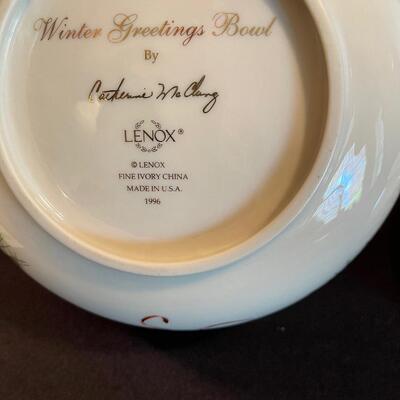 Winter Greetings Bowl
By
Catherine McClung
LENOX®
© LENOX
FINE IVORY CHINA
MADE IN U.S.A.
1996